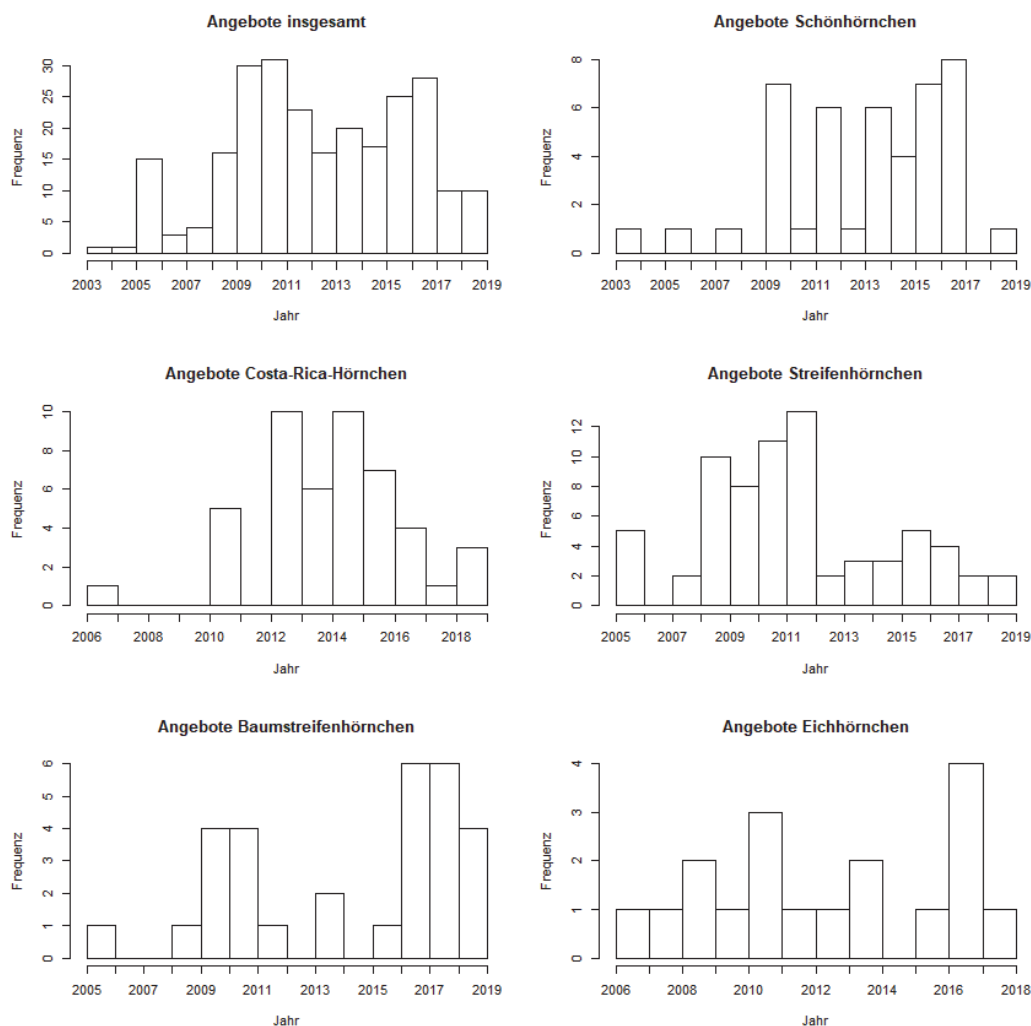 Angebote insgesamt
Frequenz
30
25
20
15
10
5
0
2003 2005 2007 2009 2011 2013 2015 2017 2019
Jahr
Angebote Schönhörnchen
Frequenz
8
6
4
2
0
2003 2005 2007 2009 2011 2013 2015 2017 2019
Jahr
Angebote Costa-Rica-Hörnchen
Frequenz
10
8
6
4
2
0
2006 2008 2010 2012 2014 2016 2018
Jahr
Angebote Streifenhörnchen
Frequenz
12
10
8
6
4
2
0
2005 2007 2009 2011 2013 2015 2017 2019
Jahr
Angebote Baumstreifenhörnchen
Frequenz
6
5
4
3
2
1
0
2005 2007 2009 2011 2013 2015 2017 2019
Jahr
Angebote Eichhörnchen
Frequenz
4
3
2
1
0
2006 2008 2010 2012 2014 2016 2018
Jahr